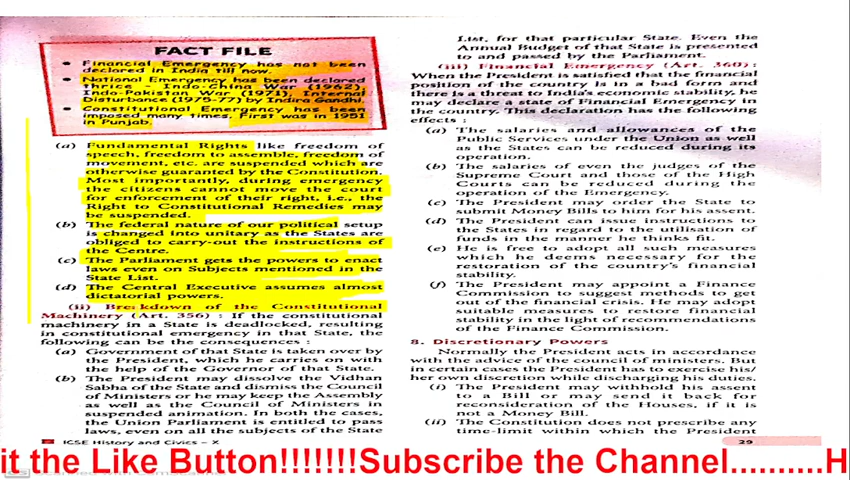 FACT FILE
• Financial Emergency has not been
declared in India till now.
• National Emergency has been declared
thrice - Indo-China War (1962),
Indo-Pakistan War (1971), Internal
Disturbance (1975-77) by Indira Gandhi.
• Constitutional Emergency has been
imposed many times. First was in 1951
in Punjab.
(a) Fundamental Rights like freedom of
speech, freedom to assemble, freedom of
movement, etc. are suspended which are
otherwise guaranted by the Constitution.
Most importantly, during emergency
the citizens cannot move the court
for enforcement of their right, i.e., the
Right to Constitutional Remedies may
be suspended.
(b) The federal nature of our political setup
is changed into unitary as the States are
obliged to carry-out the instructions of
the Centre.
(c) The Parliament gets the powers to enact
laws even on Subjects mentioned in the
State List.
(d) The Central Executive assumes almost
dictatorial powers.
(ii) Breakdown of the Constitutional
Machinery (Art. 356) : If the constitutional
machinery in a State is deadlocked, resulting
in constitutional emergency in that State, the
following can be the consequences :
(a) Government of that State is taken over by
the President, which he carries on with
the help of the Governor of that State.
(b) The President may dissolve the Vidhan
Sabha of the State and dismiss the Council
of Ministers or he may keep the Assembly
as well as the Council of Ministers in
suspended animation. In both the cases,
the Union Parliament is entitled to pass
laws, even on all the subjects of the State
ICSE History and Civics – X
List, for that particular State. Even the
Annual Budget of that State is presented
to and passed by the Parliament.
(iii) Financial Emergency (Art. 360) :
When the President is satisfied that the financial
position of the country is in a bad form and
there is a threat to India's economic stability, he
may declare a state of Financial Emergency in
the country. This declaration has the following
effects :
(a) The salaries and allowances of the
Public Services under the Union as well
as the States can be reduced during its
operation.
(b) The salaries of even the judges of the
Supreme Court and those of the High
Courts can be reduced during the
operation of the Emergency.
(c) The President may order the State to
submit Money Bills to him for his assent.
(d) The President can issue instructions to
the States in regard to the utilisation of
funds in the manner he thinks fit.
(e) He is free to adopt all such measures
which he deems necessary for the
restoration of the country's financial
stability.
(f) The President may appoint a Finance
Commission to suggest methods to get
out of the financial crisis. He may adopt
suitable measures to restore financial
stability in the light of recommendations
of the Finance Commission.
8. Discretionary Powers
Normally the President acts in accordance
with the advice of the council of ministers. But
in certain cases the President has to exercise his/
her own discretion while discharging his duties.
(i) The President may withhold his assent
to a Bill or may send it back for
reconsideration of the Houses, if it is
not a Money Bill.
(ii) The Constitution does not prescribe any
time-limit within which the President
29
it the Like Button!!!!!!!Subscribe the Channel..........H